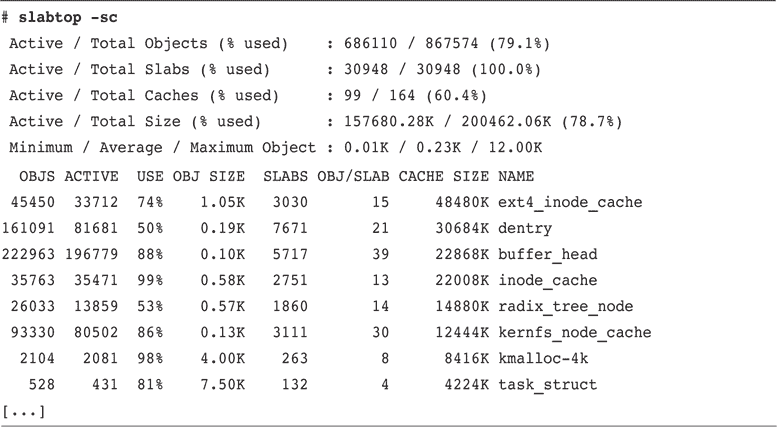 # slabtop -sc
 Active / Total Objects (% used)    : 686110 / 867574 (79.1%)
 Active / Total Slabs (% used)      : 30948 / 30948 (100.0%)
 Active / Total Caches (% used)     : 99 / 164 (60.4%)
 Active / Total Size (% used)       : 157680.28K / 200462.06K (78.7%)
 Minimum / Average / Maximum Object : 0.01K / 0.23K / 12.00K
  OBJS ACTIVE  USE OBJ SIZE  SLABS OBJ/SLAB CACHE SIZE NAME
 45450  33712  74%    1.05K   3030       15     48480K ext4_inode_cache
161091  81681  50%    0.19K   7671       21     30684K dentry
222963 196779  88%    0.10K   5717       39     22868K buffer_head
 35763  35471  99%    0.58K   2751       13     22008K inode_cache
 26033  13859  53%    0.57K   1860       14     14880K radix_tree_node
 93330  80502  86%    0.13K   3111       30     12444K kernfs_node_cache
  2104   2081  98%    4.00K    263        8      8416K kmalloc-4k
   528    431  81%    7.50K    132        4      4224K task_struct
[...]